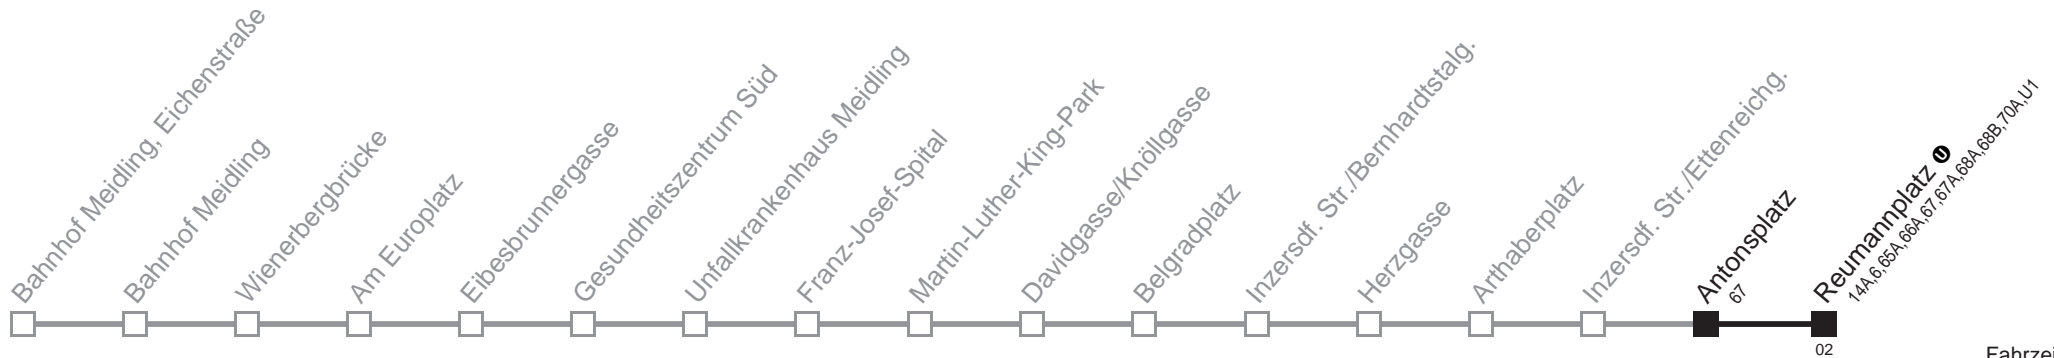 Bahnhof Meidling, Eichenstraße
Bahnhof Meidling
Wienerbergbrücke
Am Europlatz
Eibesbrunnergasse
Gesundheitszentrum Süd
Unfallkrankenhaus Meidling
Franz-Josef-Spital
Martin-Luther-King-Park
Davidgasse/Knöllgasse
Belgradplatz
Inzersdf. Str./Bernhardtstalg.
Herzgasse
Arthaberplatz
Inzersdf. Str./Ettenreichg.
Antonsplatz
67
Reumannplatz U
14A,6,65A,66A,67,67A,68A,68B,70A,U1
02